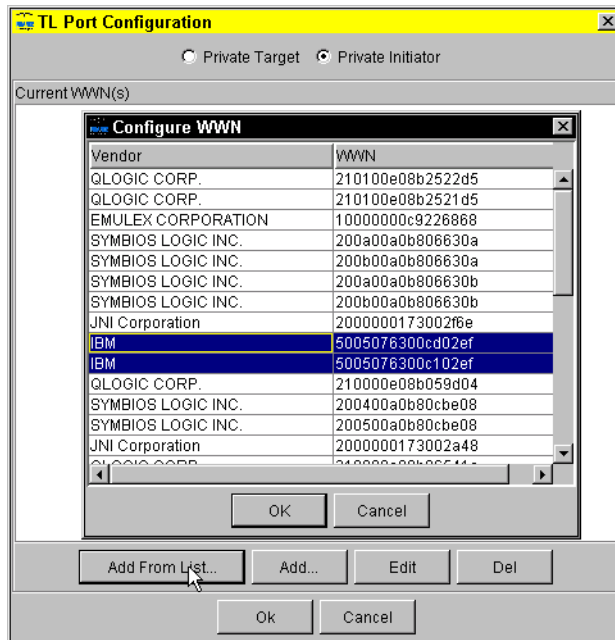 TL Port Configuration
Private Target Private Initiator
Current WWN(s)
Configure WWN
Vendor WWN
QLOGIC CORP. 210100e08b2522d5
QLOGIC CORP. 210100e08b2521d5
EMULEX CORPORATION 10000000c9226868
SYMBIOS LOGIC INC. 200a00a0b806630a
SYMBIOS LOGIC INC. 200b00a0b806630a
SYMBIOS LOGIC INC. 200a00a0b806630b
SYMBIOS LOGIC INC. 200b00a0b806630b
JNI Corporation 2000000173002f6e
IBM 5005076300cd02ef
IBM 5005076300c102ef
QLOGIC CORP. 210000e08b059d04
SYMBIOS LOGIC INC. 200400a0b80cbe08
SYMBIOS LOGIC INC. 200500a0b80cbe08
JNI Corporation 2000000173002a48
QLOGIC CORP.
OK Cancel
Add From List... Add... Edit Del
Ok Cancel